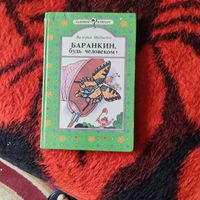 Валерий Медведев
БАРАНКИН,
будь человеком!